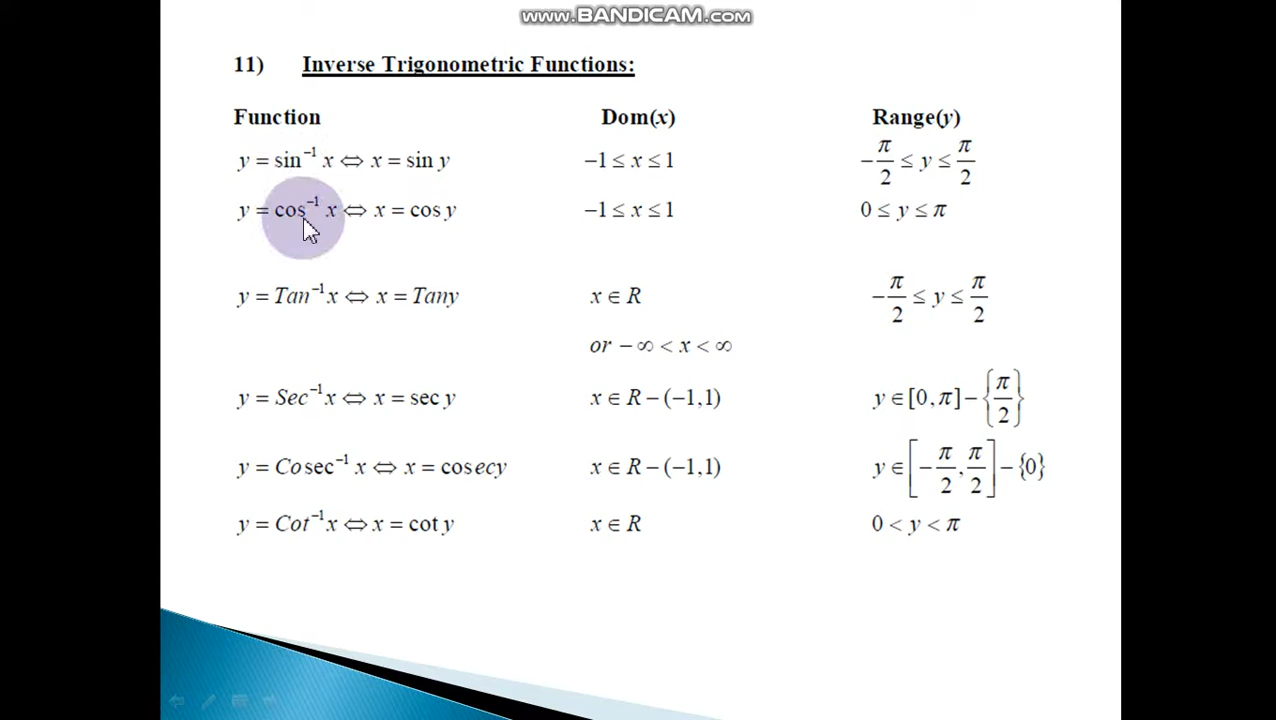 www.BANDICAM.com
11) Inverse Trigonometric Functions:
Function Dom(x) Range(y)
y = sin⁻¹ x ⇔ x = sin y −1 ≤ x ≤ 1 −π/2 ≤ y ≤ π/2
y = cos⁻¹ x ⇔ x = cos y −1 ≤ x ≤ 1 0 ≤ y ≤ π
y = Tan⁻¹x ⇔ x = Tany x ∈ R −π/2 ≤ y ≤ π/2
or − ∞ < x < ∞
y = Sec⁻¹x ⇔ x = sec y x ∈ R − (−1,1) y ∈ [0, π] − {π/2}
y = Cosec⁻¹ x ⇔ x = cosecy x ∈ R − (−1,1) y ∈ [−π/2, π/2] − {0}
y = Cot⁻¹x ⇔ x = cot y x ∈ R 0 < y < π